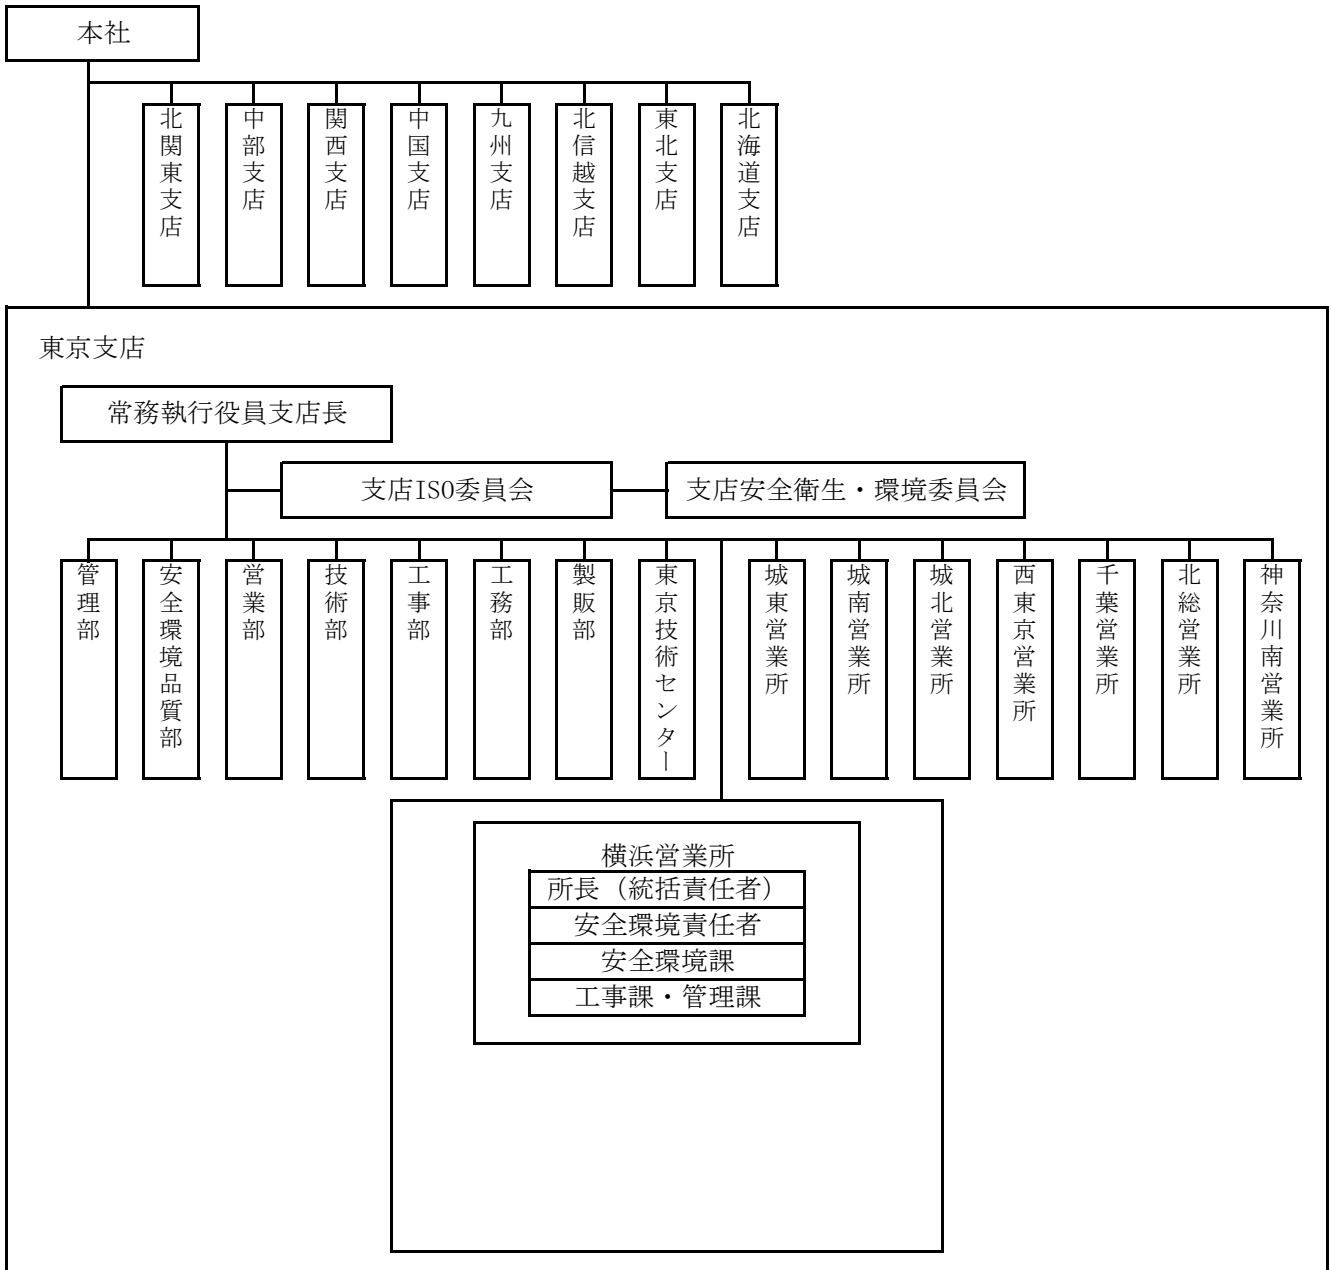 本社
北関東支店
中部支店
関西支店
中国支店
九州支店
北信越支店
東北支店
北海道支店
東京支店
常務執行役員支店長
支店ISO委員会
支店安全衛生・環境委員会
管理部
安全環境品質部
営業部
技術部
工事部
工務部
製販部
東京技術センター
城東営業所
城南営業所
城北営業所
西東京営業所
千葉営業所
北総営業所
神奈川南営業所
横浜営業所
所長（統括責任者）
安全環境責任者
安全環境課
工事課・管理課